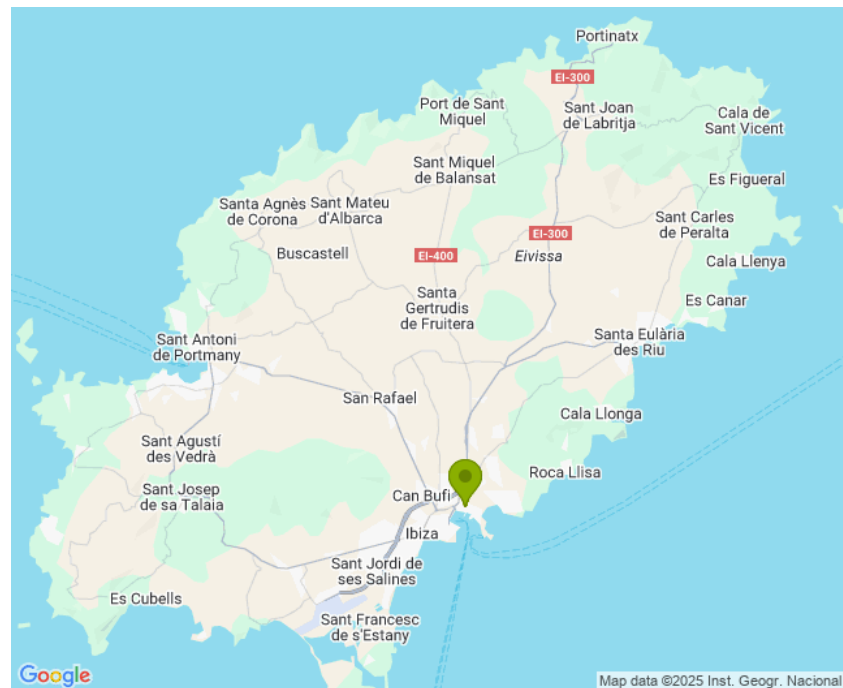 Portinatx
EI-300
Port de Sant
Miquel
Sant Joan
de Labritja
Cala de
Sant Vicent
Sant Miquel
de Balansat
Es Figueral
Santa Agnès
de Corona
Sant Mateu
d'Albarca
Sant Carles
de Peralta
EI-300
Buscastell
EI-400
Eivissa
Cala Llenya
Santa
Gertrudis
de Fruitera
Es Canar
Sant Antoni
de Portmany
Santa Eulària
des Riu
San Rafael
Cala Llonga
Sant Agustí
des Vedrà
Roca Llisa
Sant Josep
de sa Talaia
Can Bufí
Ibiza
Sant Jordi de
ses Salines
Es Cubells
Sant Francesc
de s'Estany
Google
Map data ©2025 Inst. Geogr. Nacional